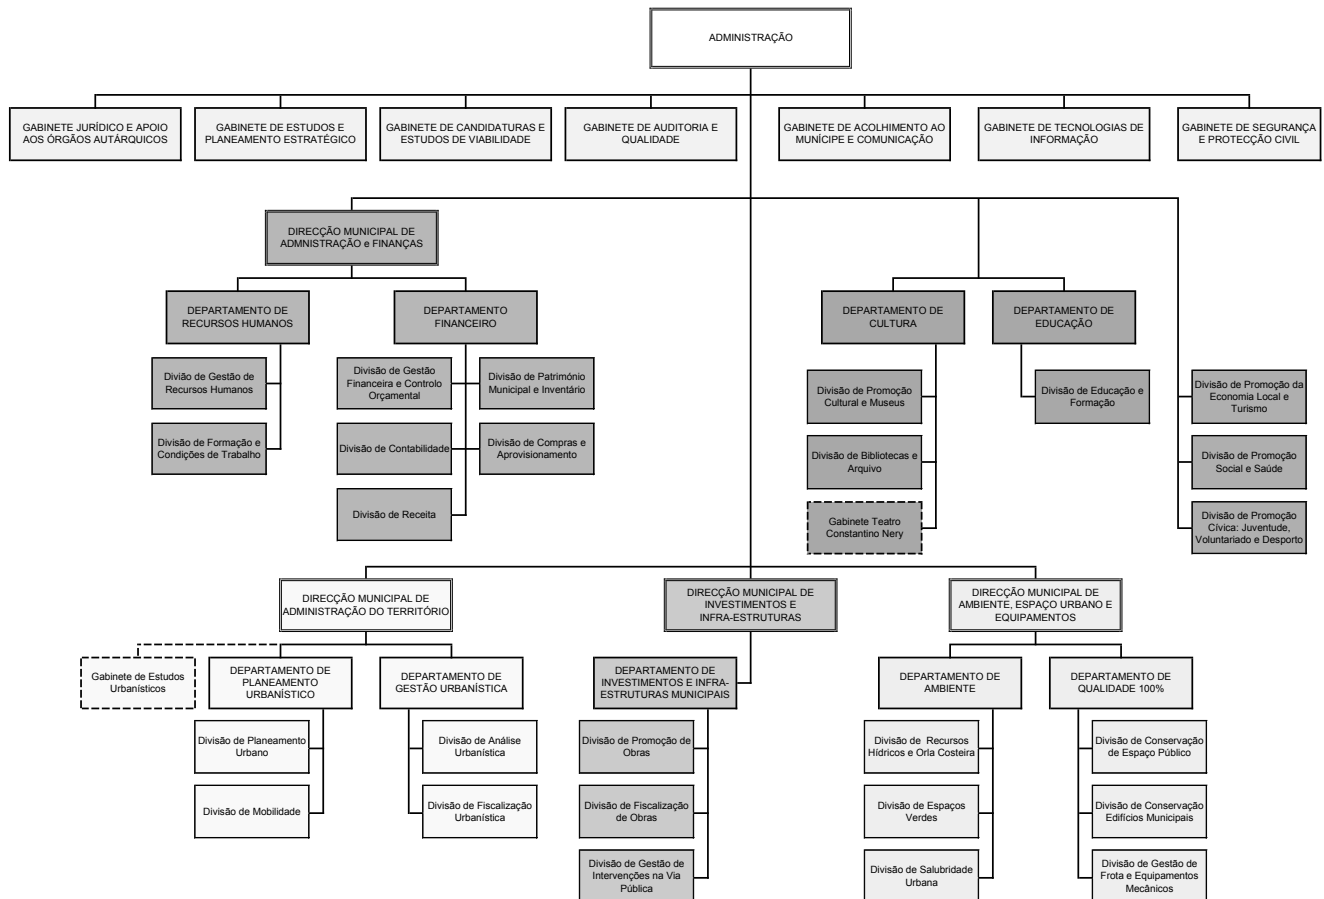 ADMINISTRAÇÃO
GABINETE JURÍDICO E APOIO
AOS ÓRGÃOS AUTÁRQUICOS
GABINETE DE ESTUDOS E
PLANEAMENTO ESTRATÉGICO
GABINETE DE CANDIDATURAS E
ESTUDOS DE VIABILIDADE
GABINETE DE AUDITORIA E
QUALIDADE
GABINETE DE ACOLHIMENTO AO
MUNÍCIPE E COMUNICAÇÃO
GABINETE DE TECNOLOGIAS DE
INFORMAÇÃO
GABINETE DE SEGURANÇA
E PROTECÇÃO CIVIL
DIRECÇÃO MUNICIPAL DE
ADMNISTRAÇÃO e FINANÇAS
DEPARTAMENTO DE
RECURSOS HUMANOS
DEPARTAMENTO
FINANCEIRO
DEPARTAMENTO DE
CULTURA
DEPARTAMENTO DE
EDUCAÇÃO
Divião de Gestão de
Recursos Humanos
Divisão de Gestão
Financeira e Controlo
Orçamental
Divisão de Património
Municipal e Inventário
Divisão de Promoção
Cultural e Museus
Divisão de Educação e
Formação
Divisão de Promoção da
Economia Local e
Turismo
Divisão de Formação e
Condições de Trabalho
Divisão de Contabilidade
Divisão de Compras e
Aprovisionamento
Divisão de Bibliotecas e
Arquivo
Divisão de Promoção
Social e Saúde
Divisão de Receita
Gabinete Teatro
Constantino Nery
Divisão de Promoção
Cívica: Juventude,
Voluntariado e Desporto
DIRECÇÃO MUNICIPAL DE
ADMINISTRAÇÃO DO TERRITÓRIO
DIRECÇÃO MUNICIPAL DE
INVESTIMENTOS E
INFRA-ESTRUTURAS
DIRECÇÃO MUNICIPAL DE
AMBIENTE, ESPAÇO URBANO E
EQUIPAMENTOS
Gabinete de Estudos
Urbanísticos
DEPARTAMENTO DE
PLANEAMENTO
URBANÍSTICO
DEPARTAMENTO DE
GESTÃO URBANÍSTICA
DEPARTAMENTO DE
INVESTIMENTOS E INFRA-
ESTRUTURAS MUNICIPAIS
DEPARTAMENTO DE
AMBIENTE
DEPARTAMENTO DE
QUALIDADE 100%
Divisão de Planeamento
Urbano
Divisão de Análise
Urbanística
Divisão de Promoção de
Obras
Divisão de Recursos
Hídricos e Orla Costeira
Divisão de Conservação
de Espaço Público
Divisão de Mobilidade
Divisão de Fiscalização
Urbanística
Divisão de Fiscalização
de Obras
Divisão de Espaços
Verdes
Divisão de Conservação
Edifícios Municipais
Divisão de Gestão de
Intervenções na Via
Pública
Divisão de Salubridade
Urbana
Divisão de Gestão de
Frota e Equipamentos
Mecânicos